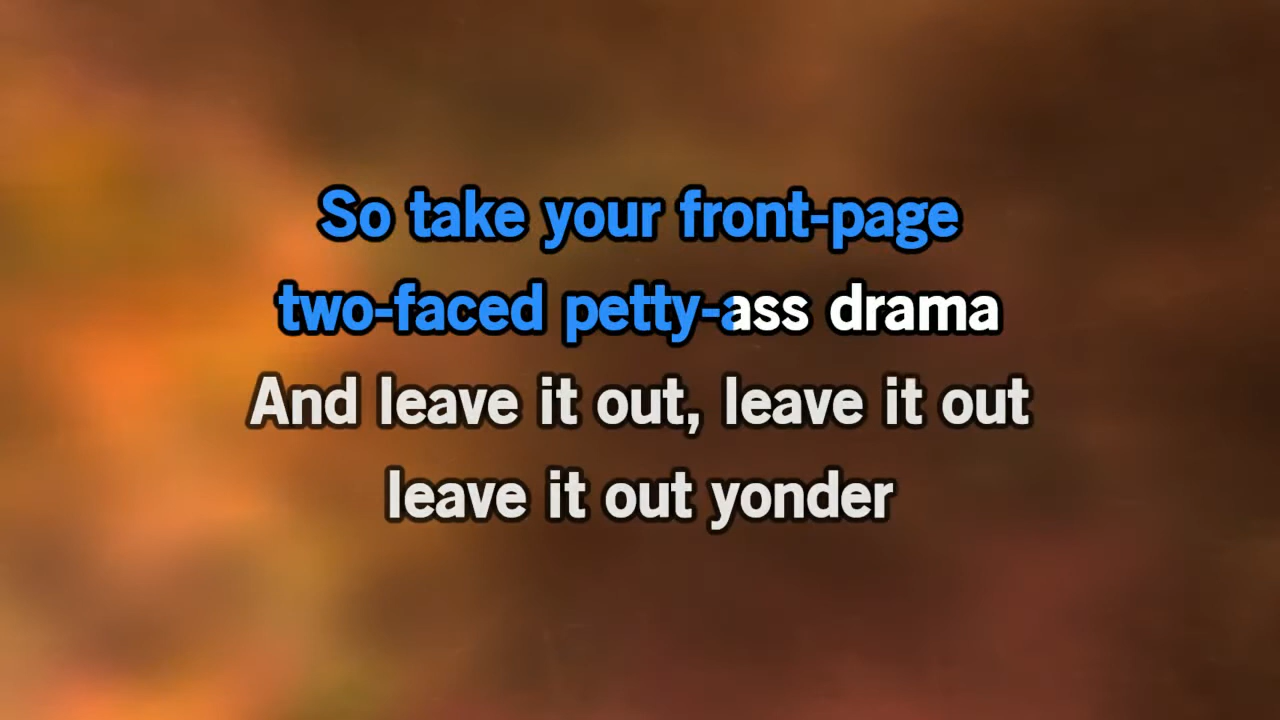 So take your front-page
two-faced petty-ass drama
And leave it out, leave it out
leave it out yonder